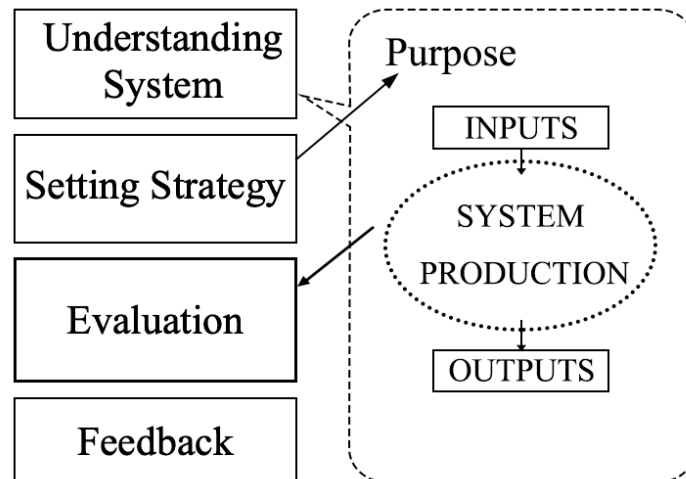 Understanding
System
Setting Strategy
Evaluation
Feedback
Purpose
INPUTS
SYSTEM
PRODUCTION
OUTPUTS